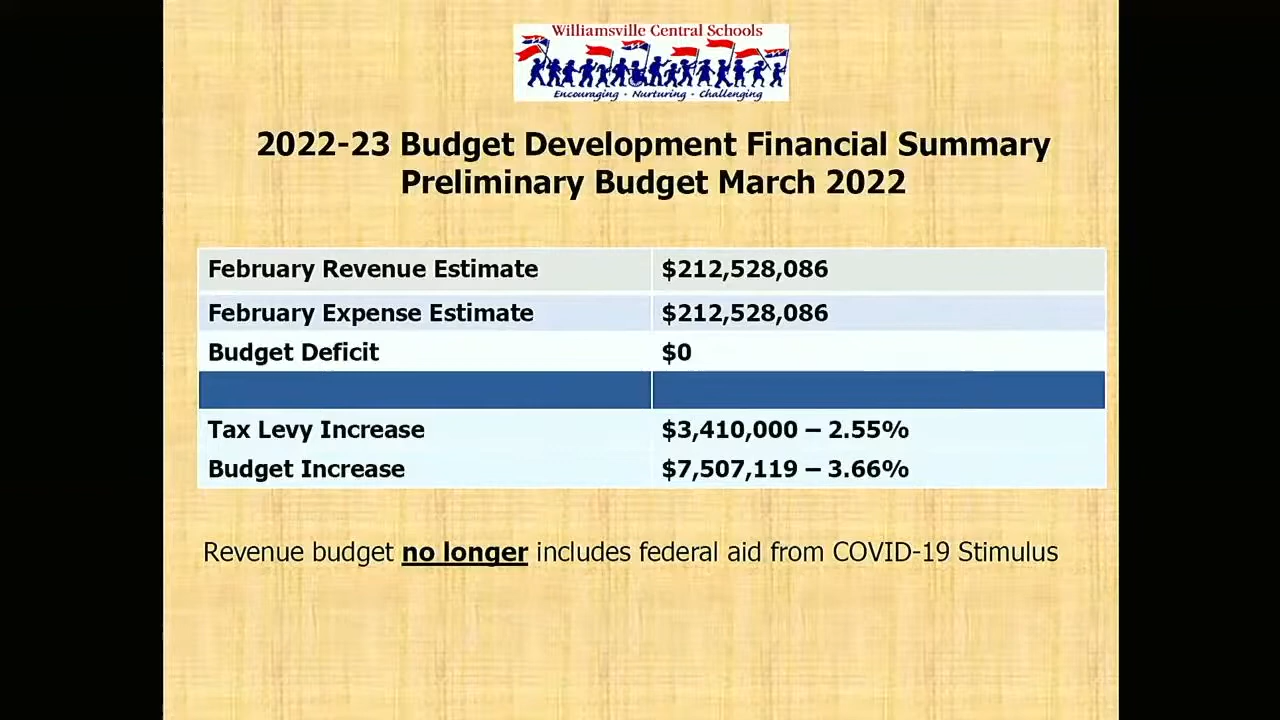 Williamsville Central Schools
Encouraging - Nurturing - Challenging
2022-23 Budget Development Financial Summary
Preliminary Budget March 2022
February Revenue Estimate $212,528,086
February Expense Estimate $212,528,086
Budget Deficit $0
Tax Levy Increase $3,410,000 – 2.55%
Budget Increase $7,507,119 – 3.66%
Revenue budget no longer includes federal aid from COVID-19 Stimulus